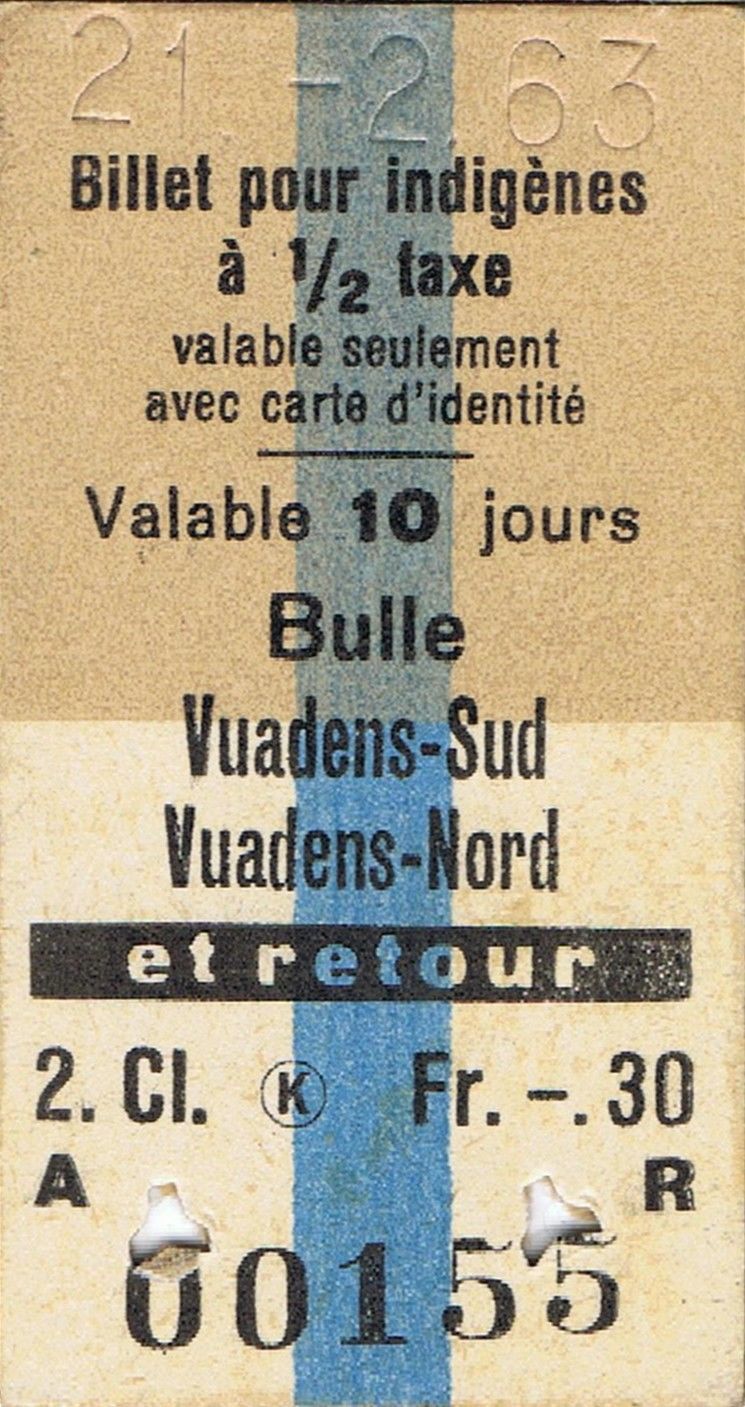 21.-2.63
Billet pour indigènes
à 1/2 taxe
valable seulement
avec carte d'identité
Valable 10 jours
Bulle
Vuadens-Sud
Vuadens-Nord
et retour
2. Cl. K Fr. -.30
A R
00155